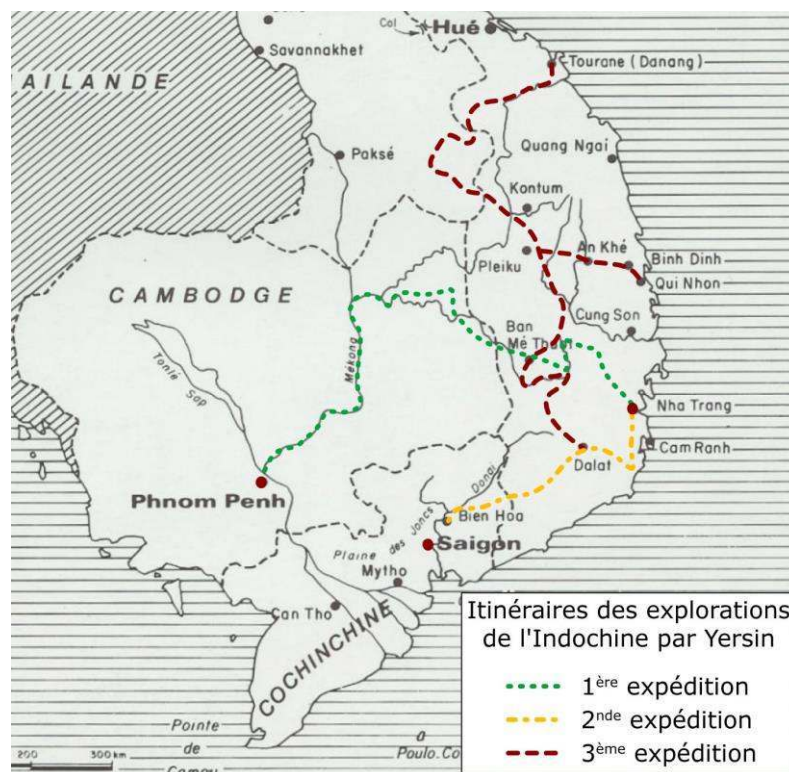 Col
Hué
Savannakhet
Tourane (Danang)
AILANDE
Paksé
Quang Ngai
Kontum
An Khé
Binh Dinh
Pleiku
Qui Nhon
CAMBODGE
Cung Son
Ban
Mé Thuot
Mékong
Tonlé Sap
Nha Trang
Cam Ranh
Dalat
Phnom Penh
Donai
Bien Hoa
Plaine des Joncs
Saigon
Mytho
Can Tho
COCHINCHINE
Itinéraires des explorations
de l'Indochine par Yersin
1ère expédition
2nde expédition
3ème expédition
Pointe
de
a
Poulo.Co
200 300 km